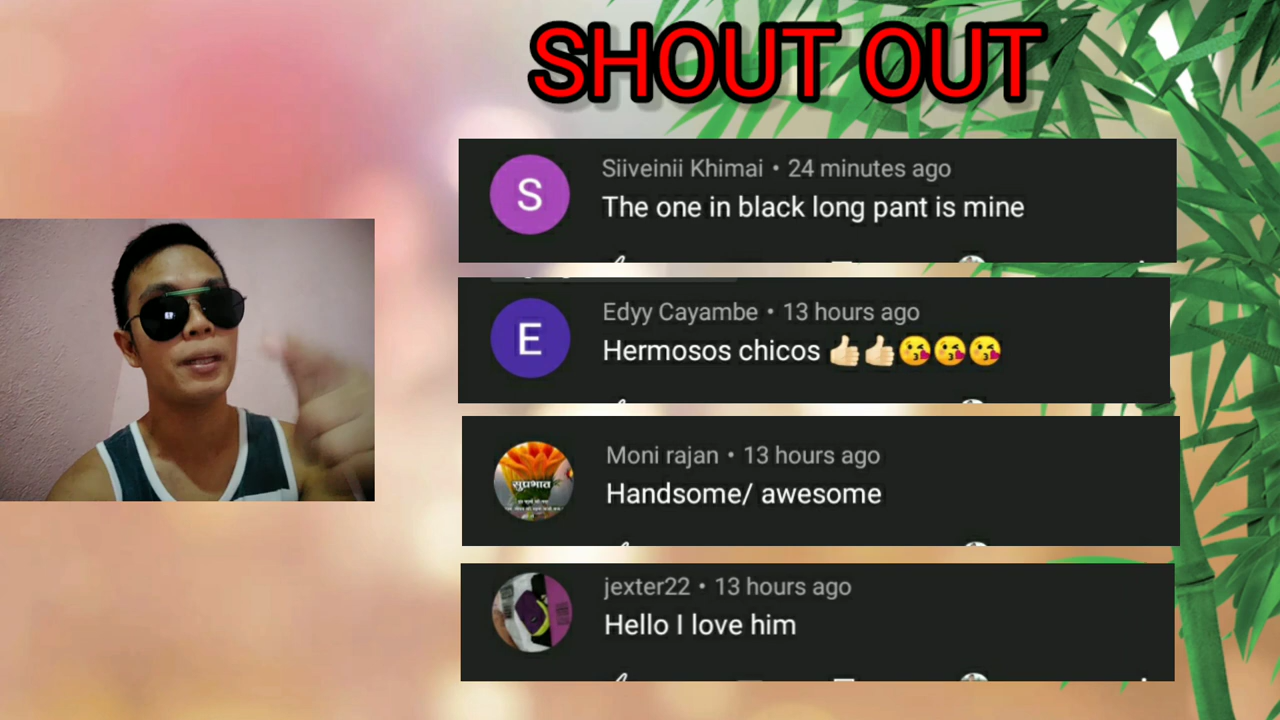 SHOUT OUT
S
Siiveinii Khimai • 24 minutes ago
The one in black long pant is mine
E
Edyy Cayambe • 13 hours ago
Hermosos chicos 👍🏻👍🏻😘😘😘
सुप्रभात
Moni rajan • 13 hours ago
Handsome/ awesome
jexter22 • 13 hours ago
Hello I love him